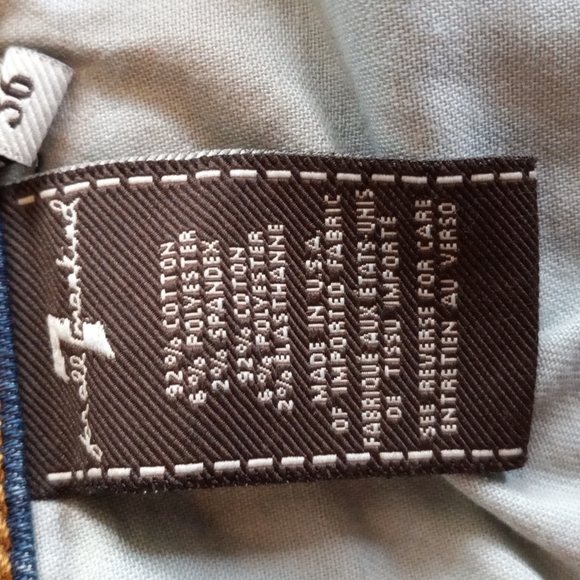 36
for all 7 mankind
92% COTTON
6% POLYESTER
2% SPANDEX
92% COTON
6% POLYESTER
2% ELASTHANNE
MADE IN U.S.A.
OF IMPORTED FABRIC
FABRIQUE AUX ETATS-UNIS
DE TISSU IMPORTE
SEE REVERSE FOR CARE
ENTRETIEN AU VERSO